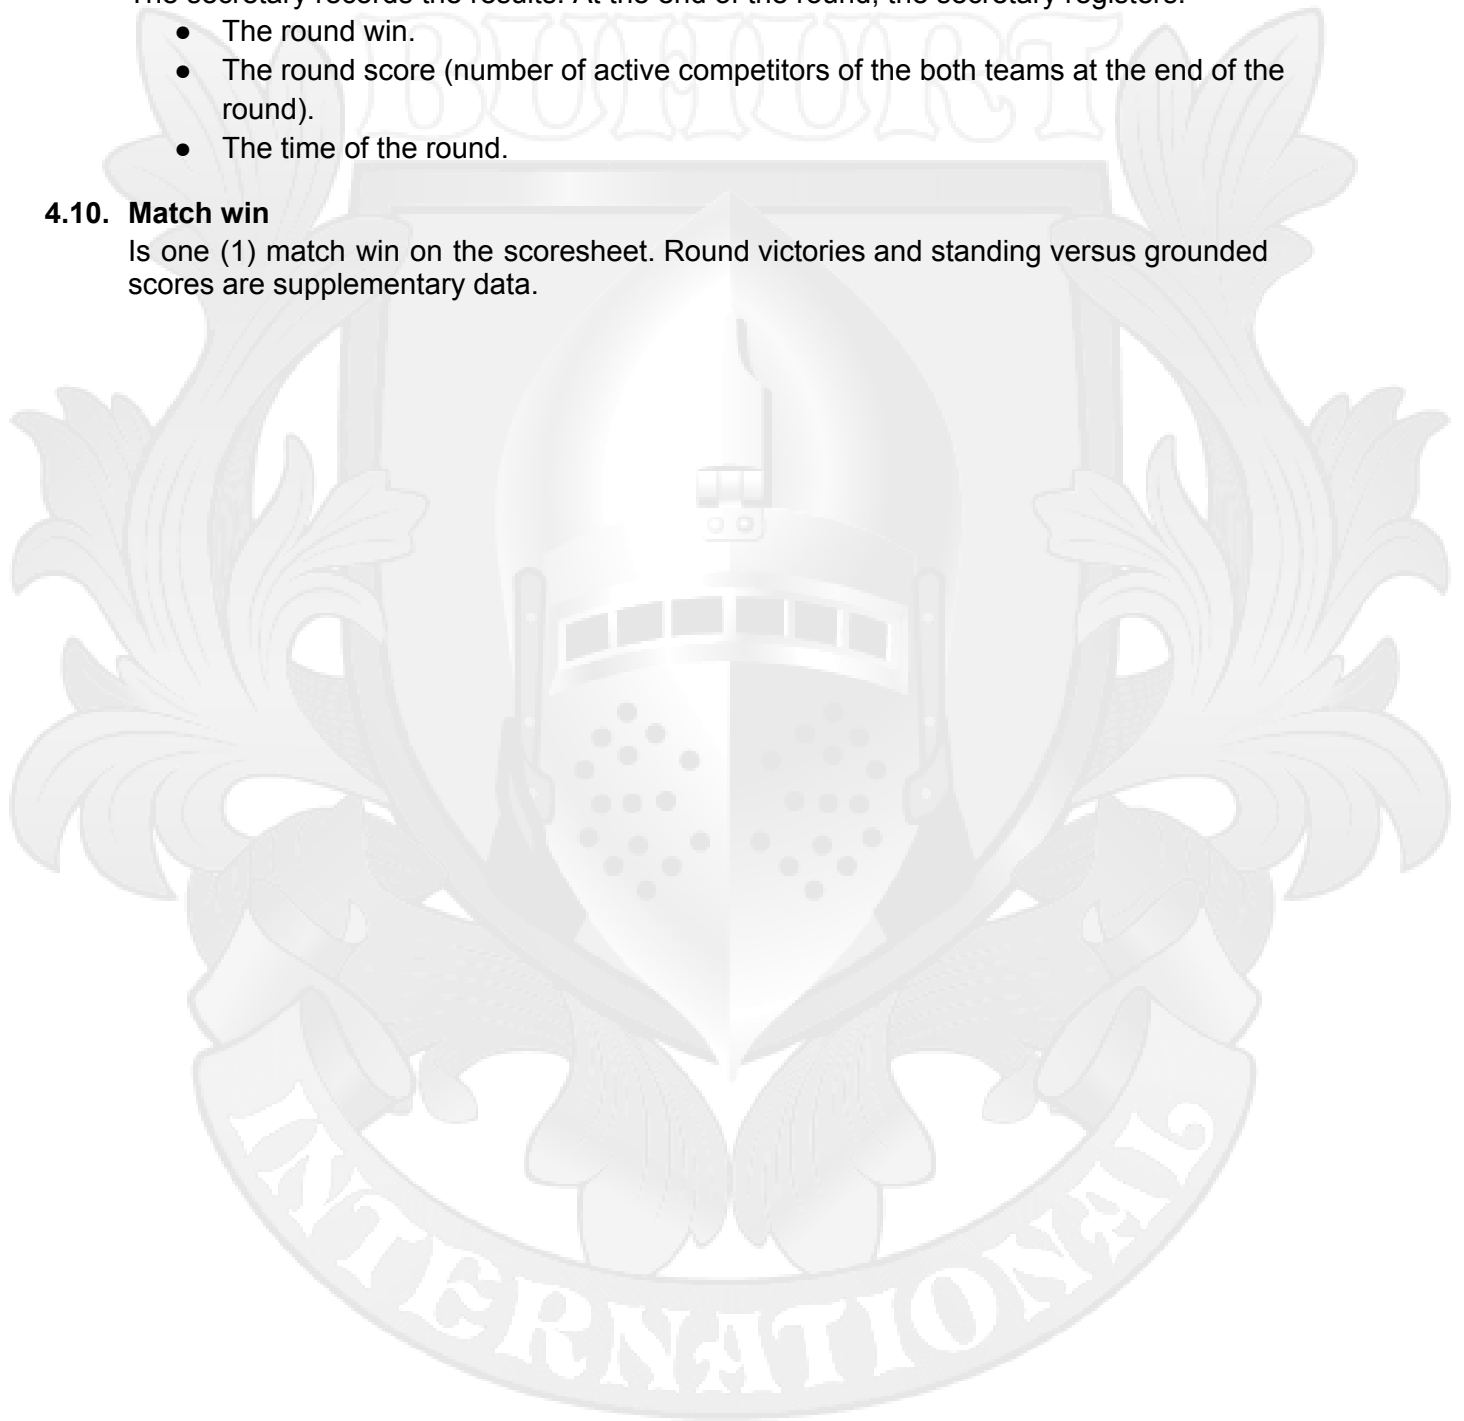 The secretary records the results. At the end of the round, the secretary registers:
● The round win.
● The round score (number of active competitors of the both teams at the end of the
round).
● The time of the round.
4.10. Match win
Is one (1) match win on the scoresheet. Round victories and standing versus grounded
scores are supplementary data.
BUHURT
INTERNATIONAL